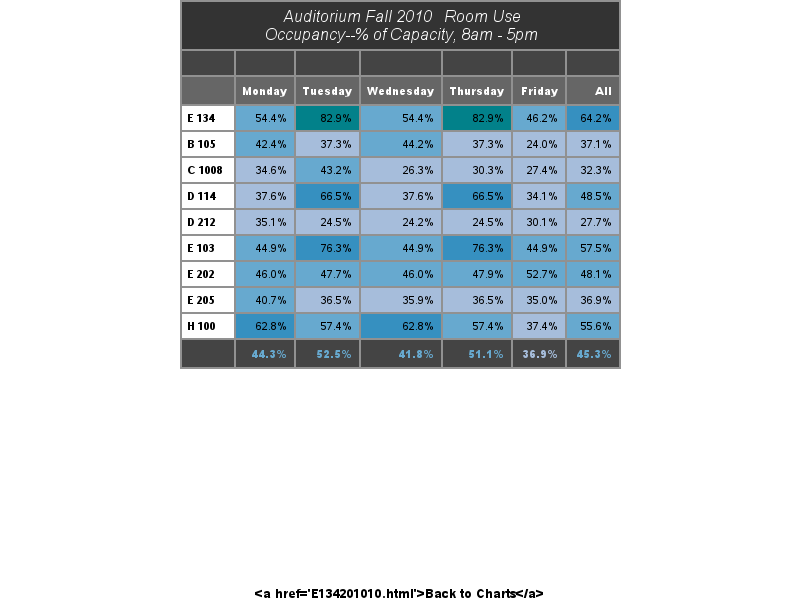 Auditorium Fall 2010 Room Use
Occupancy--% of Capacity, 8am - 5pm
Monday Tuesday Wednesday Thursday Friday All
E 134 54.4% 82.9% 54.4% 82.9% 46.2% 64.2%
B 105 42.4% 37.3% 44.2% 37.3% 24.0% 37.1%
C 1008 34.6% 43.2% 26.3% 30.3% 27.4% 32.3%
D 114 37.6% 66.5% 37.6% 66.5% 34.1% 48.5%
D 212 35.1% 24.5% 24.2% 24.5% 30.1% 27.7%
E 103 44.9% 76.3% 44.9% 76.3% 44.9% 57.5%
E 202 46.0% 47.7% 46.0% 47.9% 52.7% 48.1%
E 205 40.7% 36.5% 35.9% 36.5% 35.0% 36.9%
H 100 62.8% 57.4% 62.8% 57.4% 37.4% 55.6%
44.3% 52.5% 41.8% 51.1% 36.9% 45.3%
<a href='E134201010.html'>Back to Charts</a>